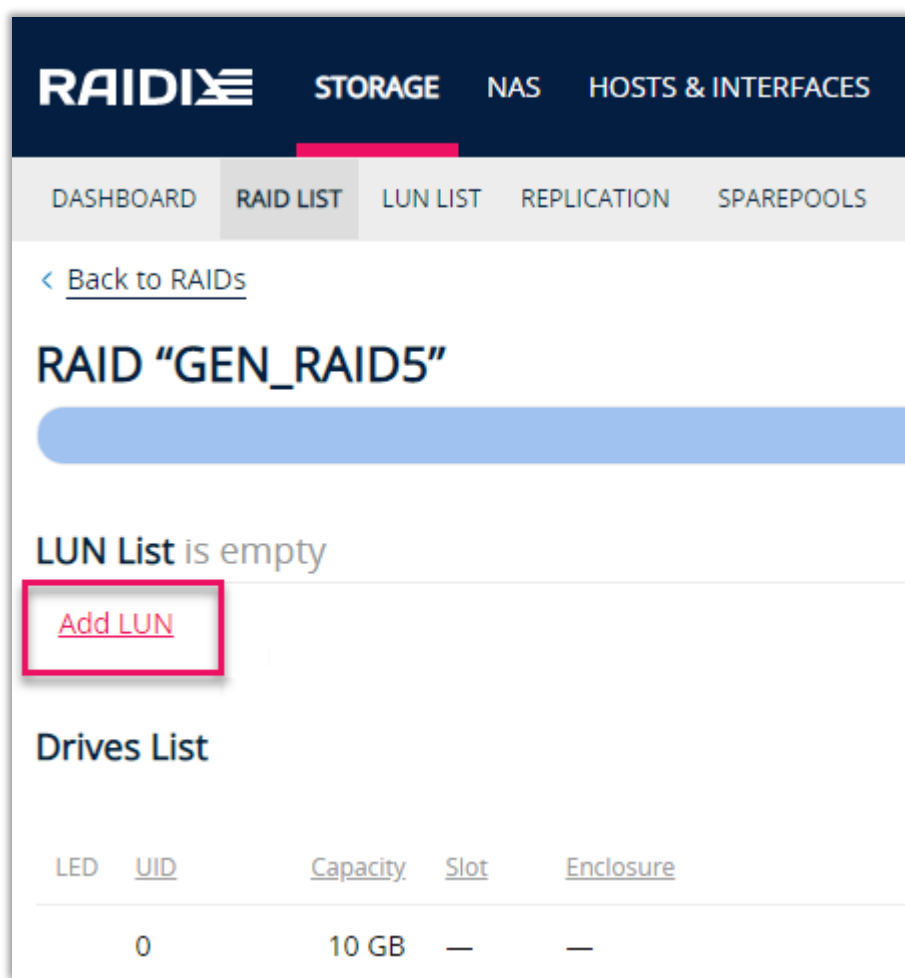 RAIDIX STORAGE NAS HOSTS & INTERFACES
DASHBOARD RAID LIST LUN LIST REPLICATION SPAREPOOLS
< Back to RAIDs
RAID “GEN_RAID5”
LUN List is empty
Add LUN
Drives List
LED UID Capacity Slot Enclosure
0 10 GB — —